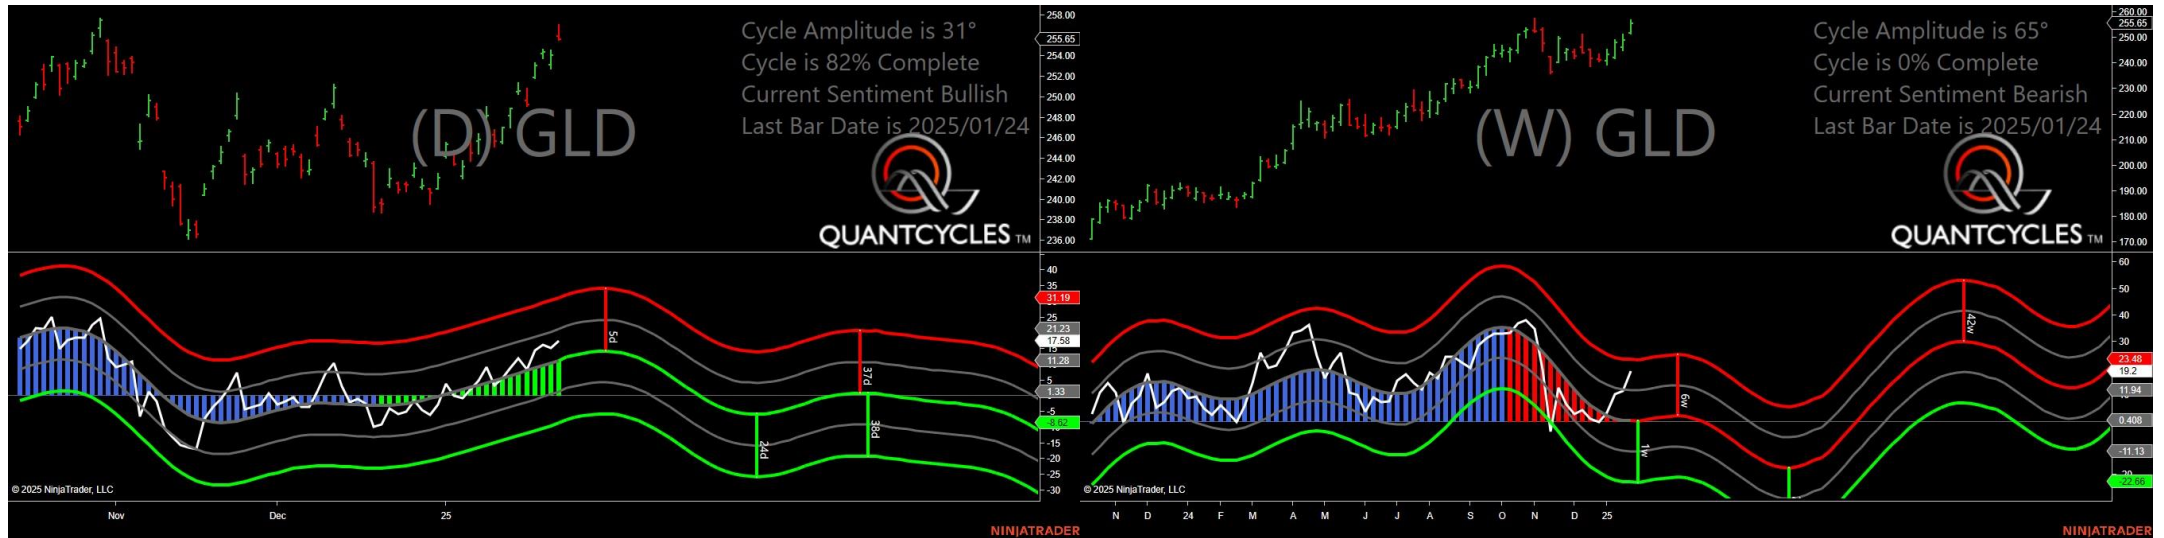 Cycle Amplitude is 31°
Cycle is 82% Complete
Current Sentiment Bullish
Last Bar Date is 2025/01/24
(D) GLD
QUANTCYCLES TM
258.00
255.65
254.00
252.00
250.00
248.00
246.00
244.00
242.00
240.00
238.00
236.00
40
35
31.19
25
21.23
17.58
15
11.28
5
1.33
-5
-8.62
-15
-20
-25
-30
5d
24d
37d
38d
© 2025 NinjaTrader, LLC
Nov
Dec
25
NINJATRADER
Cycle Amplitude is 65°
Cycle is 0% Complete
Current Sentiment Bearish
Last Bar Date is 2025/01/24
(W) GLD
QUANTCYCLES TM
260.00
255.65
250.00
240.00
230.00
220.00
210.00
200.00
190.00
180.00
170.00
60
50
40
30
23.48
19.2
11.94
0.408
-11.13
-22.66
1w
6w
42w
© 2025 NinjaTrader, LLC
N D 24 F M A M J J A S O N D 25
NINJATRADER